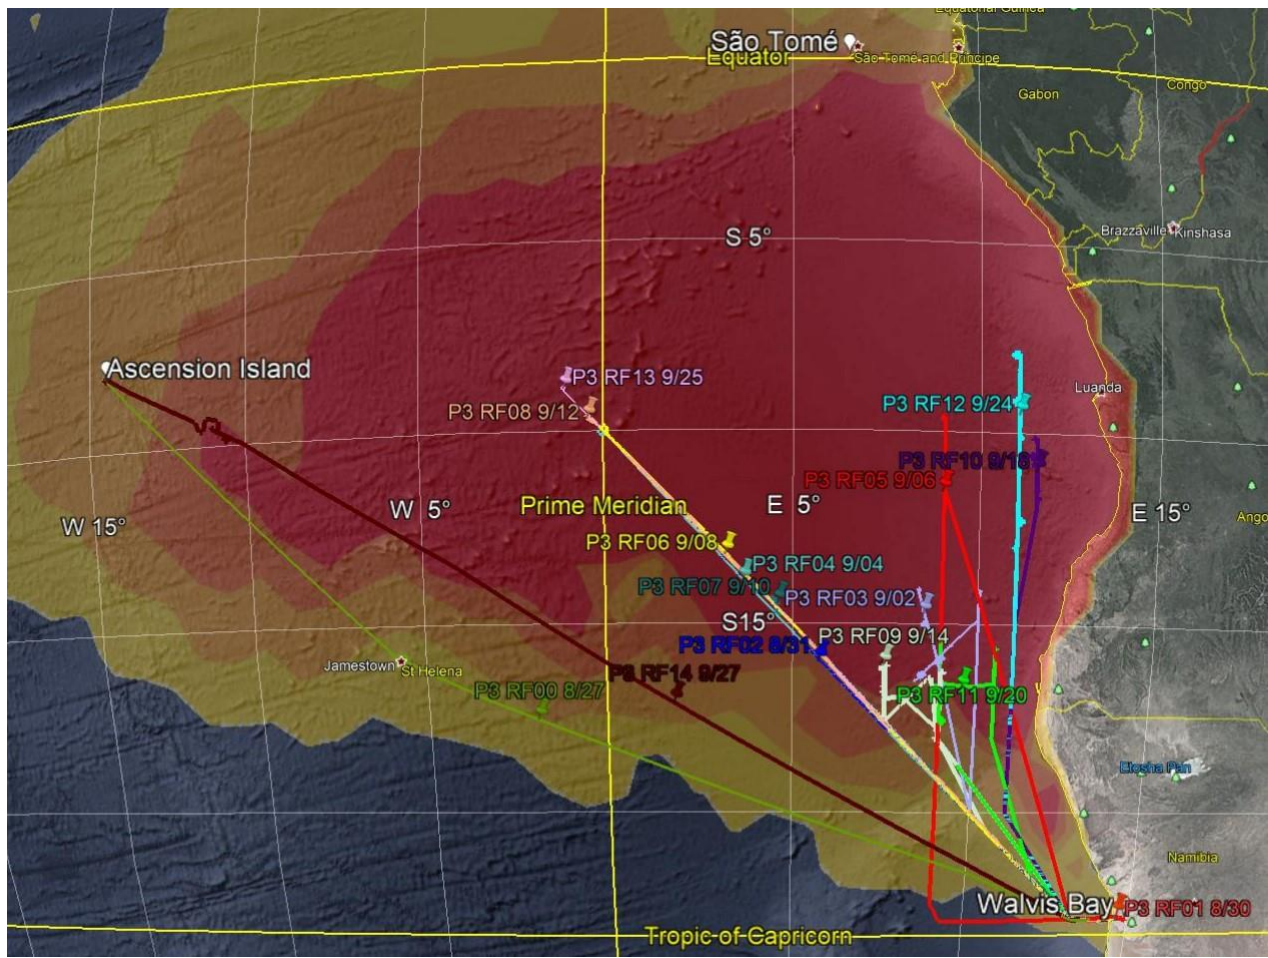 Equatorial Guinea
São Tomé
São Tomé and Principe
Equator
Gabon
Congo
S 5°
Brazzaville
Kinshasa
Ascension Island
P3 RF13 9/25
Luanda
P3 RF08 9/12
P3 RF12 9/24
P3 RF10 9/18
P3 RF05 9/06
Prime Meridian
W 15°
W 5°
E 5°
E 15°
Ango
P3 RF06 9/08
P3 RF04 9/04
P3 RF07 9/10
P3 RF03 9/02
S15°
P3 RF09 9/14
P3 RF02 8/31
Jamestown
St Helena
P3 RF14 9/27
P3 RF00 8/27
P3 RF11 9/20
Etosha Pan
Namibia
Walvis Bay
P3 RF01 8/30
Tropic of Capricorn